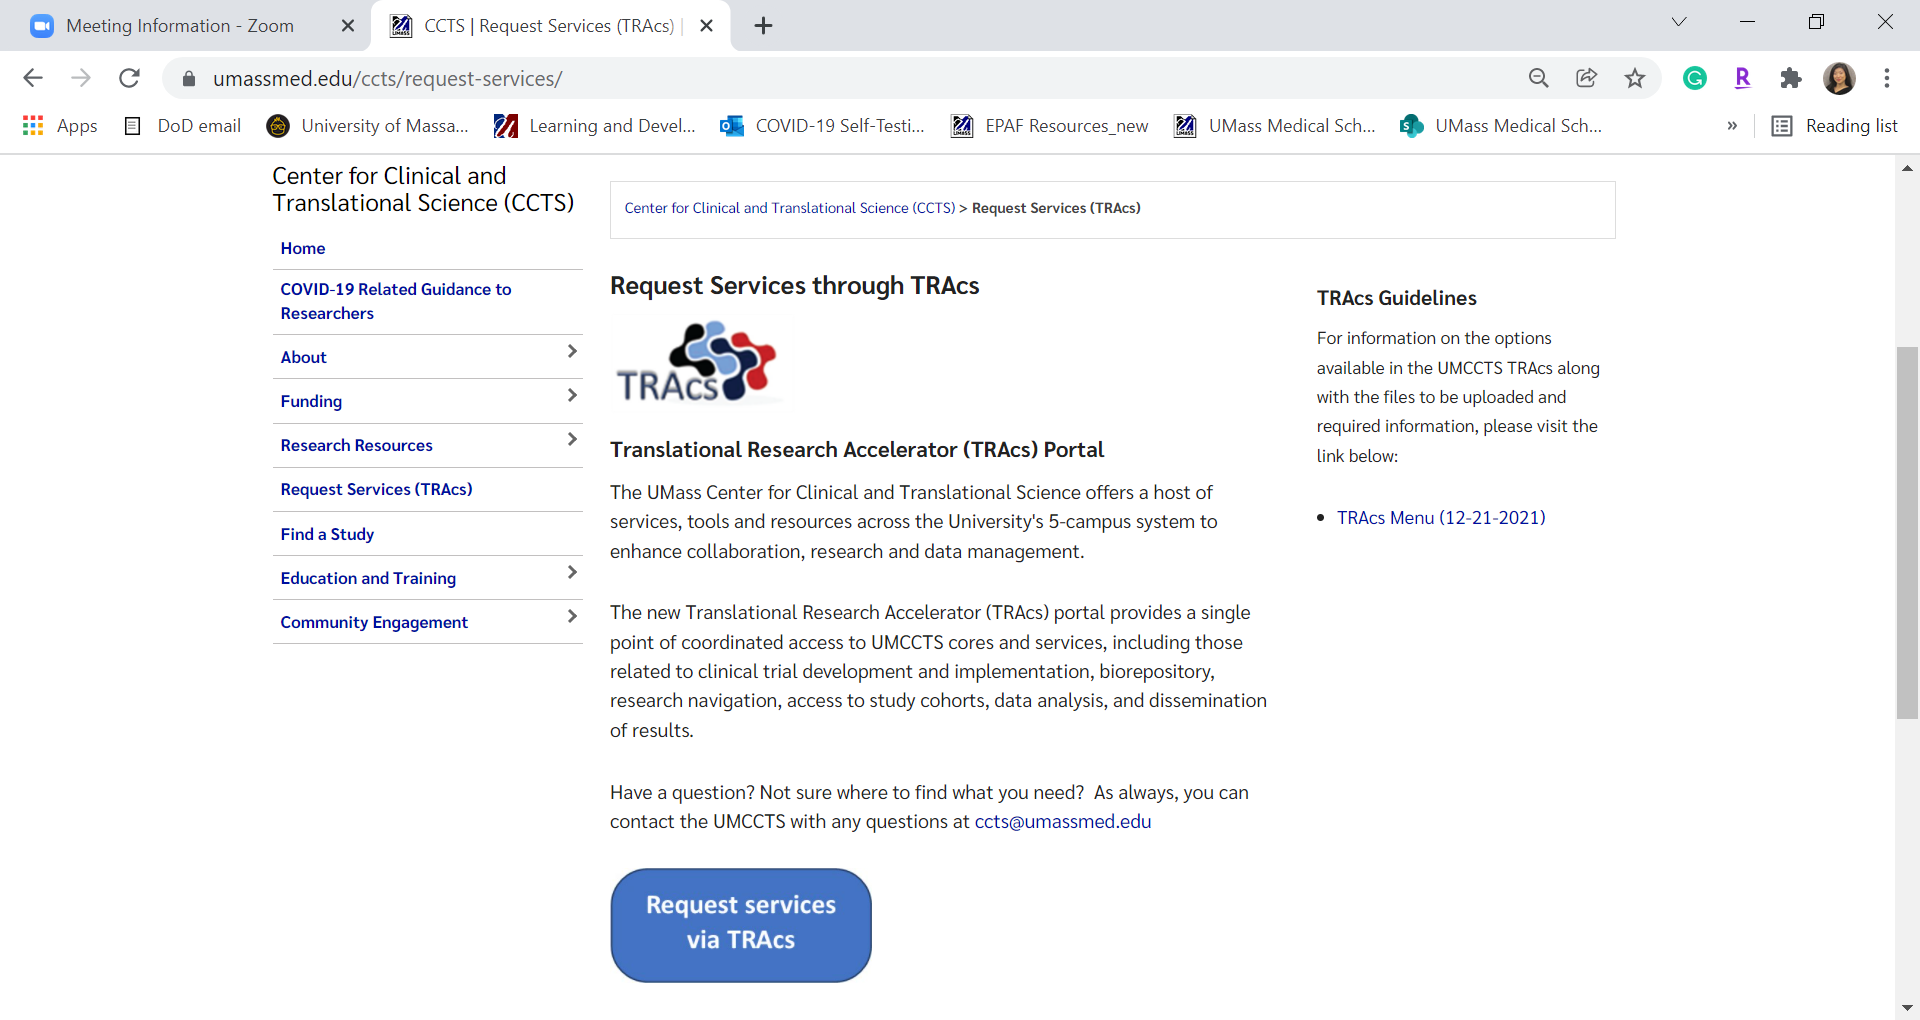 Meeting Information - Zoom
CCTS | Request Services (TRAcs) |
umassmed.edu/ccts/request-services/
Apps
DoD email
University of Massa...
Learning and Devel...
COVID-19 Self-Testi...
EPAF Resources_new
UMass Medical Sch...
UMass Medical Sch...
»
Reading list
Center for Clinical and
Translational Science (CCTS)
Home
COVID-19 Related Guidance to
Researchers
About
Funding
Research Resources
Request Services (TRAcs)
Find a Study
Education and Training
Community Engagement
Center for Clinical and Translational Science (CCTS) > Request Services (TRAcs)
Request Services through TRAcs
TRAcs
Translational Research Accelerator (TRAcs) Portal
The UMass Center for Clinical and Translational Science offers a host of
services, tools and resources across the University's 5-campus system to
enhance collaboration, research and data management.
The new Translational Research Accelerator (TRAcs) portal provides a single
point of coordinated access to UMCCTS cores and services, including those
related to clinical trial development and implementation, biorepository,
research navigation, access to study cohorts, data analysis, and dissemination
of results.
Have a question? Not sure where to find what you need?  As always, you can
contact the UMCCTS with any questions at ccts@umassmed.edu
Request services
via TRAcs
TRAcs Guidelines
For information on the options
available in the UMCCTS TRAcs along
with the files to be uploaded and
required information, please visit the
link below:
• TRAcs Menu (12-21-2021)